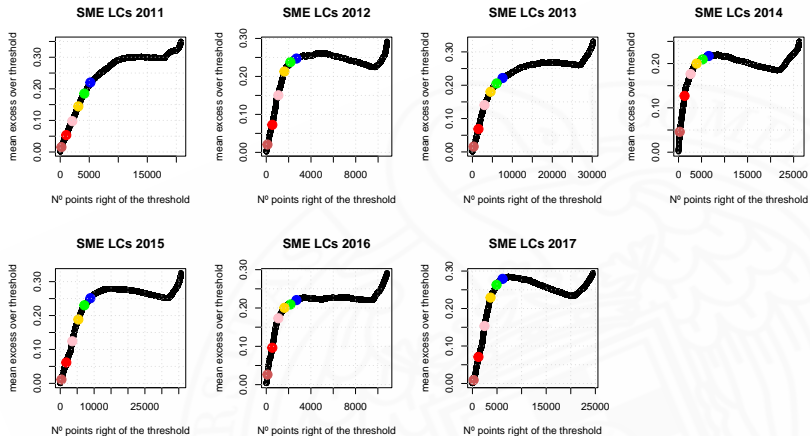 SME LCs 2011
mean excess over threshold
0.00 0.10 0.20 0.30
0 5000 15000
Nº points right of the threshold
SME LCs 2012
mean excess over threshold
0.00 0.10 0.20 0.30
0 4000 8000
Nº points right of the threshold
SME LCs 2013
mean excess over threshold
0.00 0.10 0.20 0.30
0 10000 20000 30000
Nº points right of the threshold
SME LCs 2014
mean excess over threshold
0.00 0.10 0.20
0 5000 15000 25000
Nº points right of the threshold
SME LCs 2015
mean excess over threshold
0.00 0.10 0.20 0.30
0 10000 25000
Nº points right of the threshold
SME LCs 2016
mean excess over threshold
0.00 0.10 0.20 0.30
0 4000 8000
Nº points right of the threshold
SME LCs 2017
mean excess over threshold
0.00 0.10 0.20 0.30
0 5000 15000 25000
Nº points right of the threshold